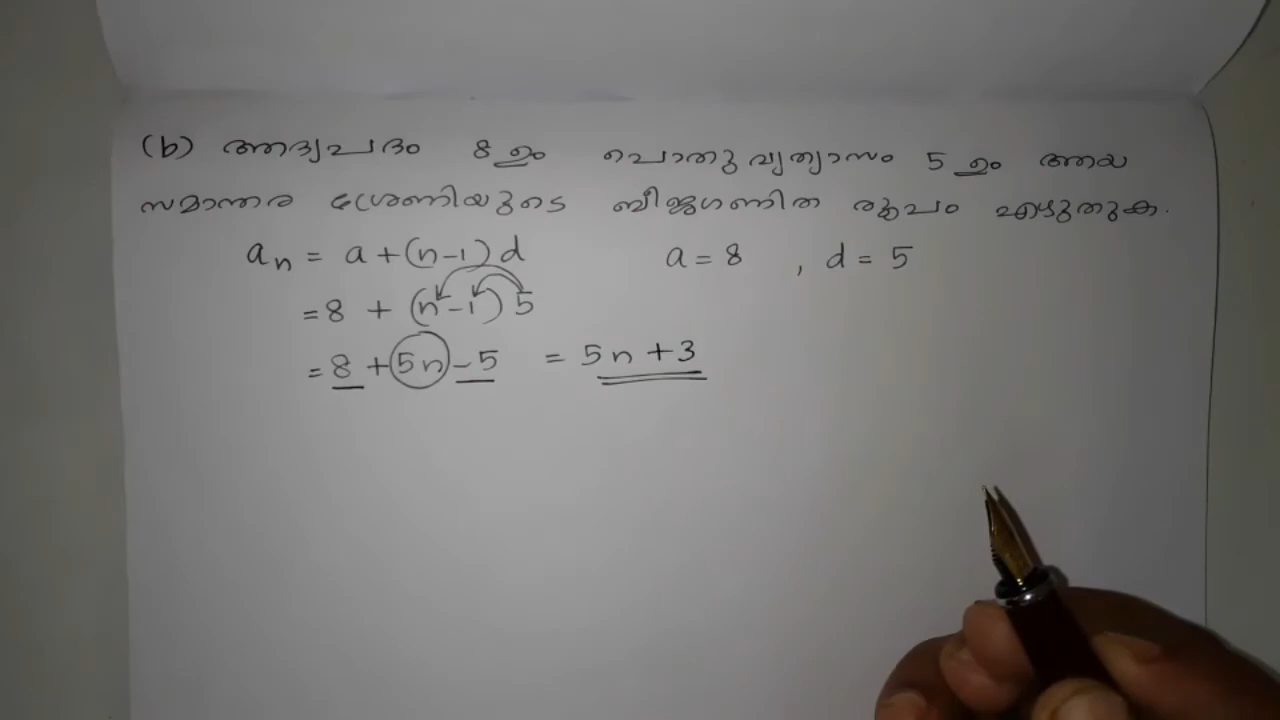 (b) ആദ്യപദം 8 ഉം പൊതുവ്യത്യാസം 5 ഉം ആയ
സമാന്തര ശ്രേണിയുടെ ബീജഗണിത രൂപം എഴുതുക.
aₙ = a + (n-1) d a = 8 , d = 5
= 8 + (n-1) 5
= 8 + 5n - 5 = 5n + 3